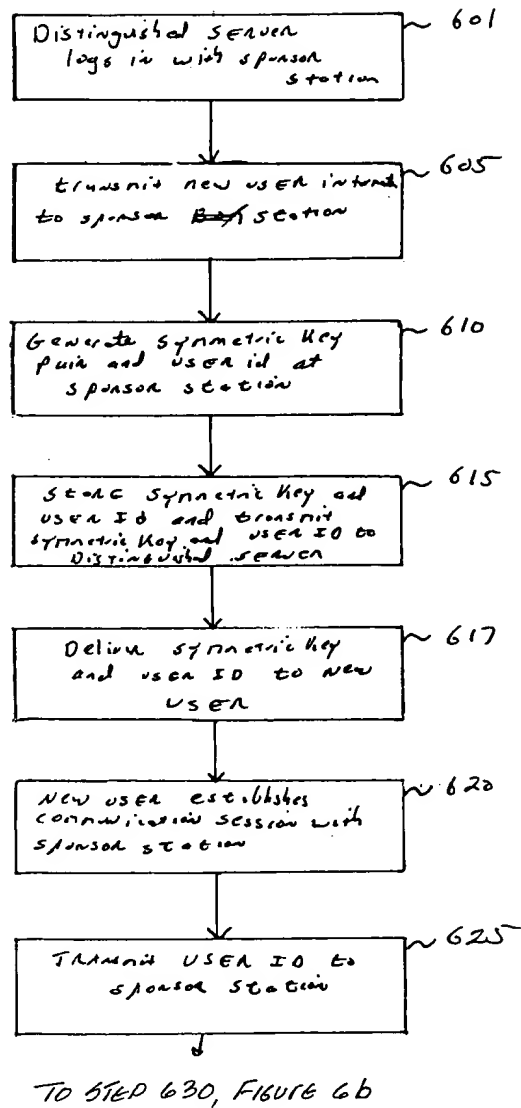 Distinguished SERVER
logs in with sponsor
station
601
transmit new USER
to sponsor station
605
Generate symmetric Key
pair and USER id at
sponsor station
610
STORE symmetric Key and
USER Id and transmit
symmetric Key and USER ID to
Distinguished SERVER
615
Deliver symmetric Key
and USER ID to New
USER
617
New USER establishes
communication session with
sponsor station
620
TRANSMIT USER ID to
sponsor station
625
TO STEP 630, FIGURE 6b